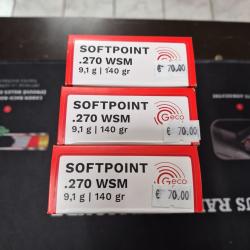 SOFTPOINT
.270 WSM
9,1 g | 140 gr
€ 70.00
SOFTPOINT
.270 WSM
9,1 g | 140 gr
Geco
€ 70.00
SOFTPOINT
.270 WSM
9,1 g | 140 gr
Geco
€ 70.00